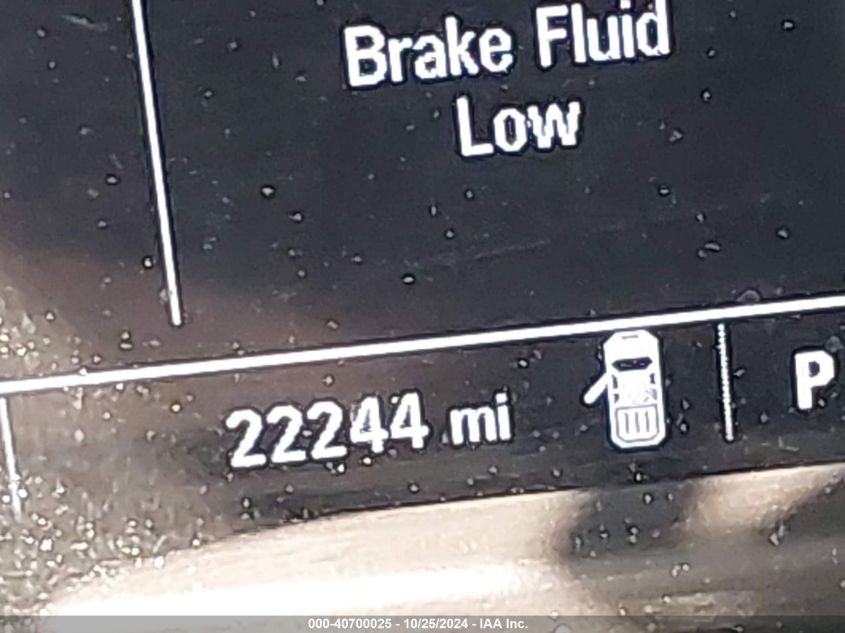 Brake Fluid
Low
22244 mi
P
000-40700025 - 10/25/2024 - IAA Inc.